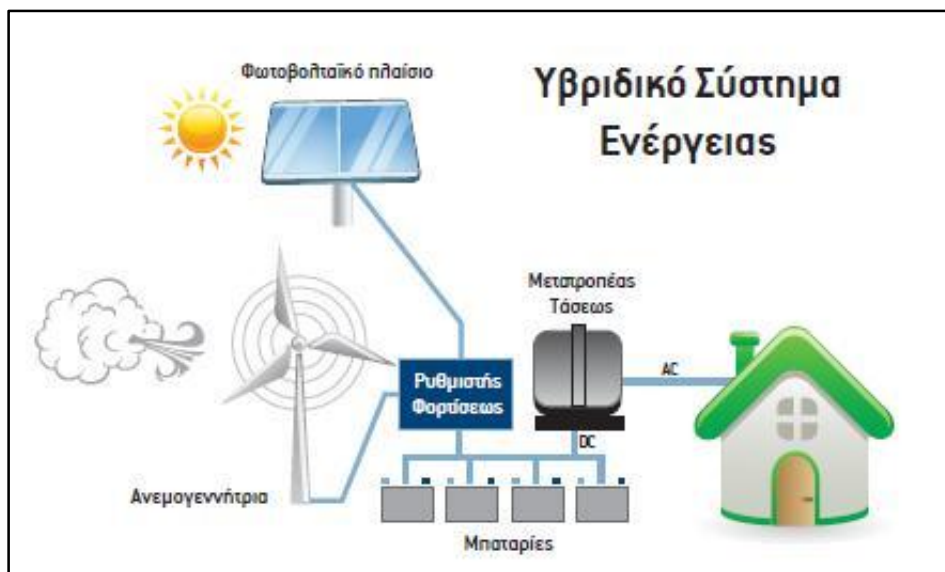 Φωτοβολταϊκό πλαίσιο
Υβριδικό Σύστημα
Ενέργειας
Μετατροπέας
Τάσεως
Ρυθμιστής
Φορτίσεως
AC
DC
Ανεμογεννήτρια
Μπαταρίες